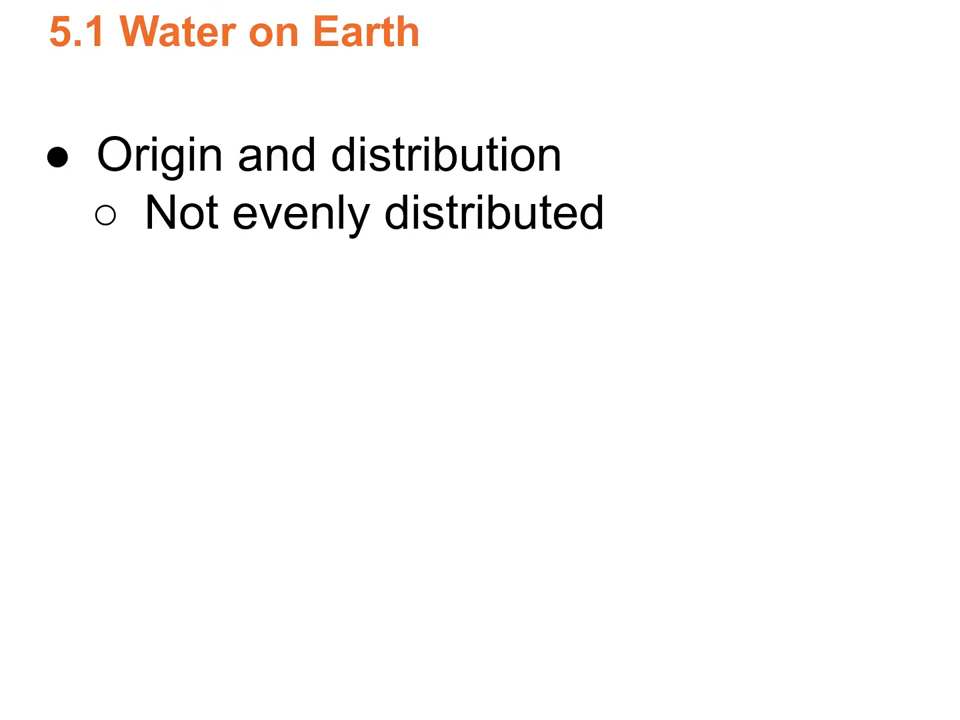 5.1 Water on Earth
● Origin and distribution
○ Not evenly distributed